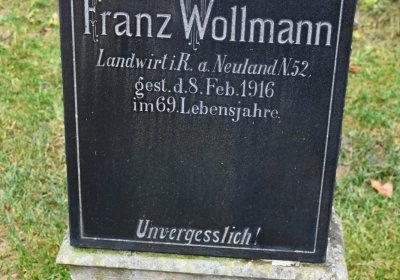 Franz Wollmann
Landwirt i. R. a. Neuland N. 52.
gest. d. 8. Feb. 1916
im 69. Lebensjahre.
Unvergesslich!